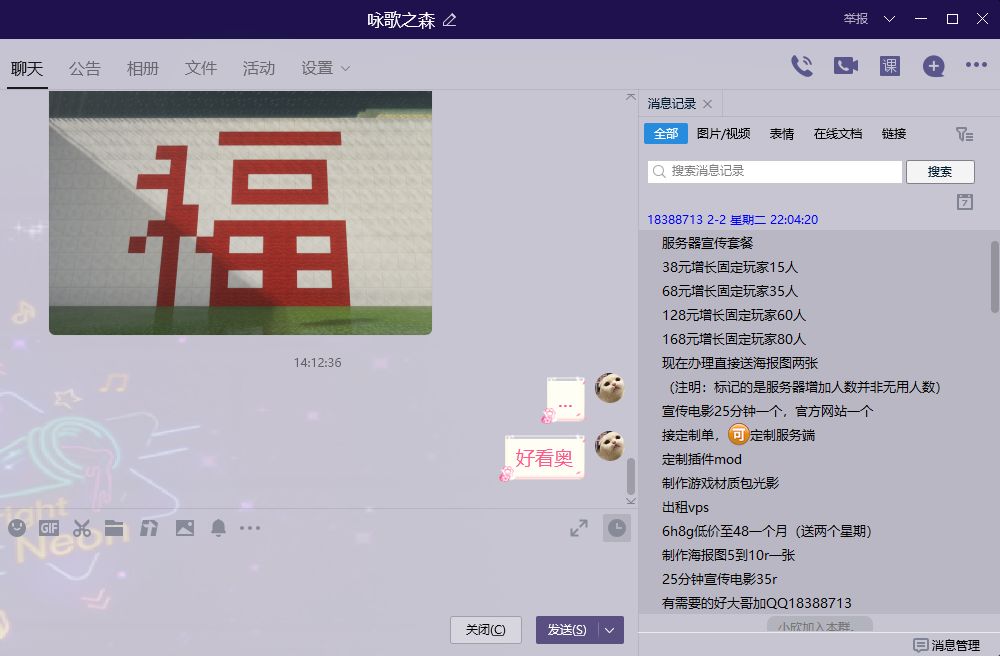 咏歌之森
举报
聊天 公告 相册 文件 活动 设置
课
福
14:12:36
...
好看奥
GIF
ight
Neon
关闭(C)
发送(S)
消息记录
全部 图片/视频 表情 在线文档 链接
搜索消息记录
搜索
7
18388713 2-2 星期二 22:04:20
服务器宣传套餐
38元增长固定玩家15人
68元增长固定玩家35人
128元增长固定玩家60人
168元增长固定玩家80人
现在办理直接送海报图两张
（注明：标记的是服务器增加人数并非无用人数）
宣传电影25分钟一个，官方网站一个
接定制单，可定制服务端
定制插件mod
制作游戏材质包光影
出租vps
6h8g低价至48一个月（送两个星期）
制作海报图5到10r一张
25分钟宣传电影35r
有需要的好大哥加QQ18388713
小欣加入本群。
消息管理